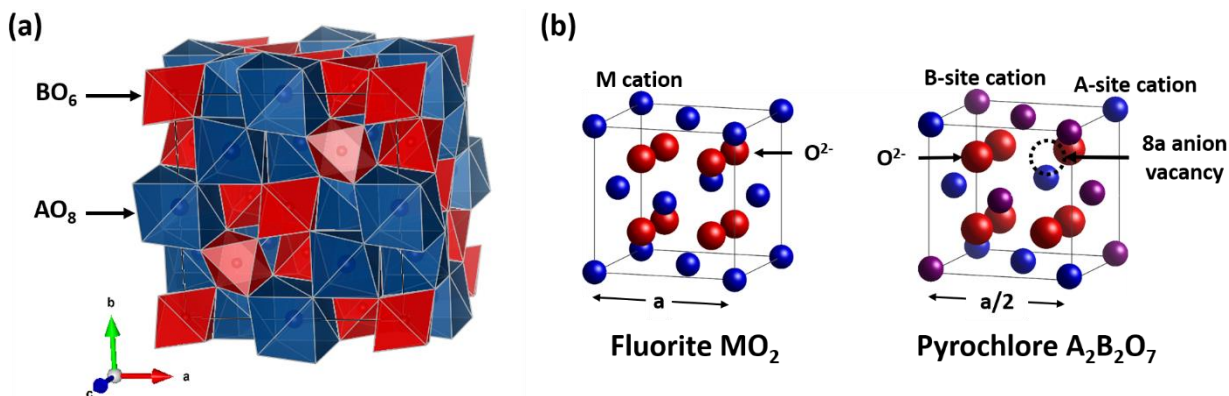 (a)
BO₆
AO₈
b
a
c
(b)
M cation
O²⁻
a
Fluorite MO₂
B-site cation
A-site cation
O²⁻
8a anion
vacancy
a/2
Pyrochlore A₂B₂O₇